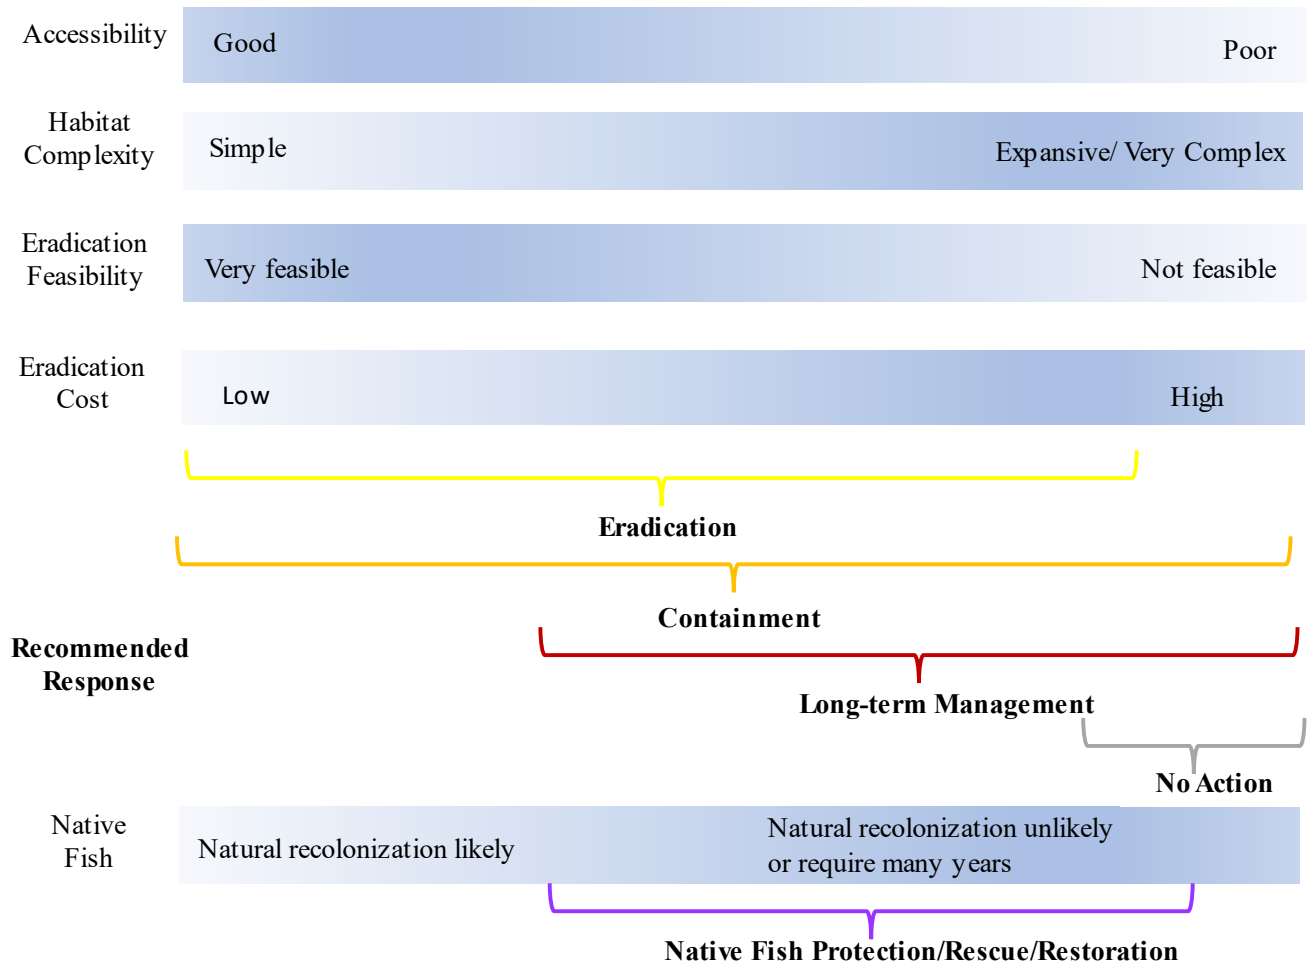 Accessibility
Good
Poor
Habitat
Complexity
Simple
Expansive/ Very Complex
Eradication
Feasibility
Very feasible
Not feasible
Eradication
Cost
Low
High
Eradication
Containment
Recommended
Response
Long-term Management
No Action
Native
Fish
Natural recolonization likely
Natural recolonization unlikely
or require many years
Native Fish Protection/Rescue/Restoration